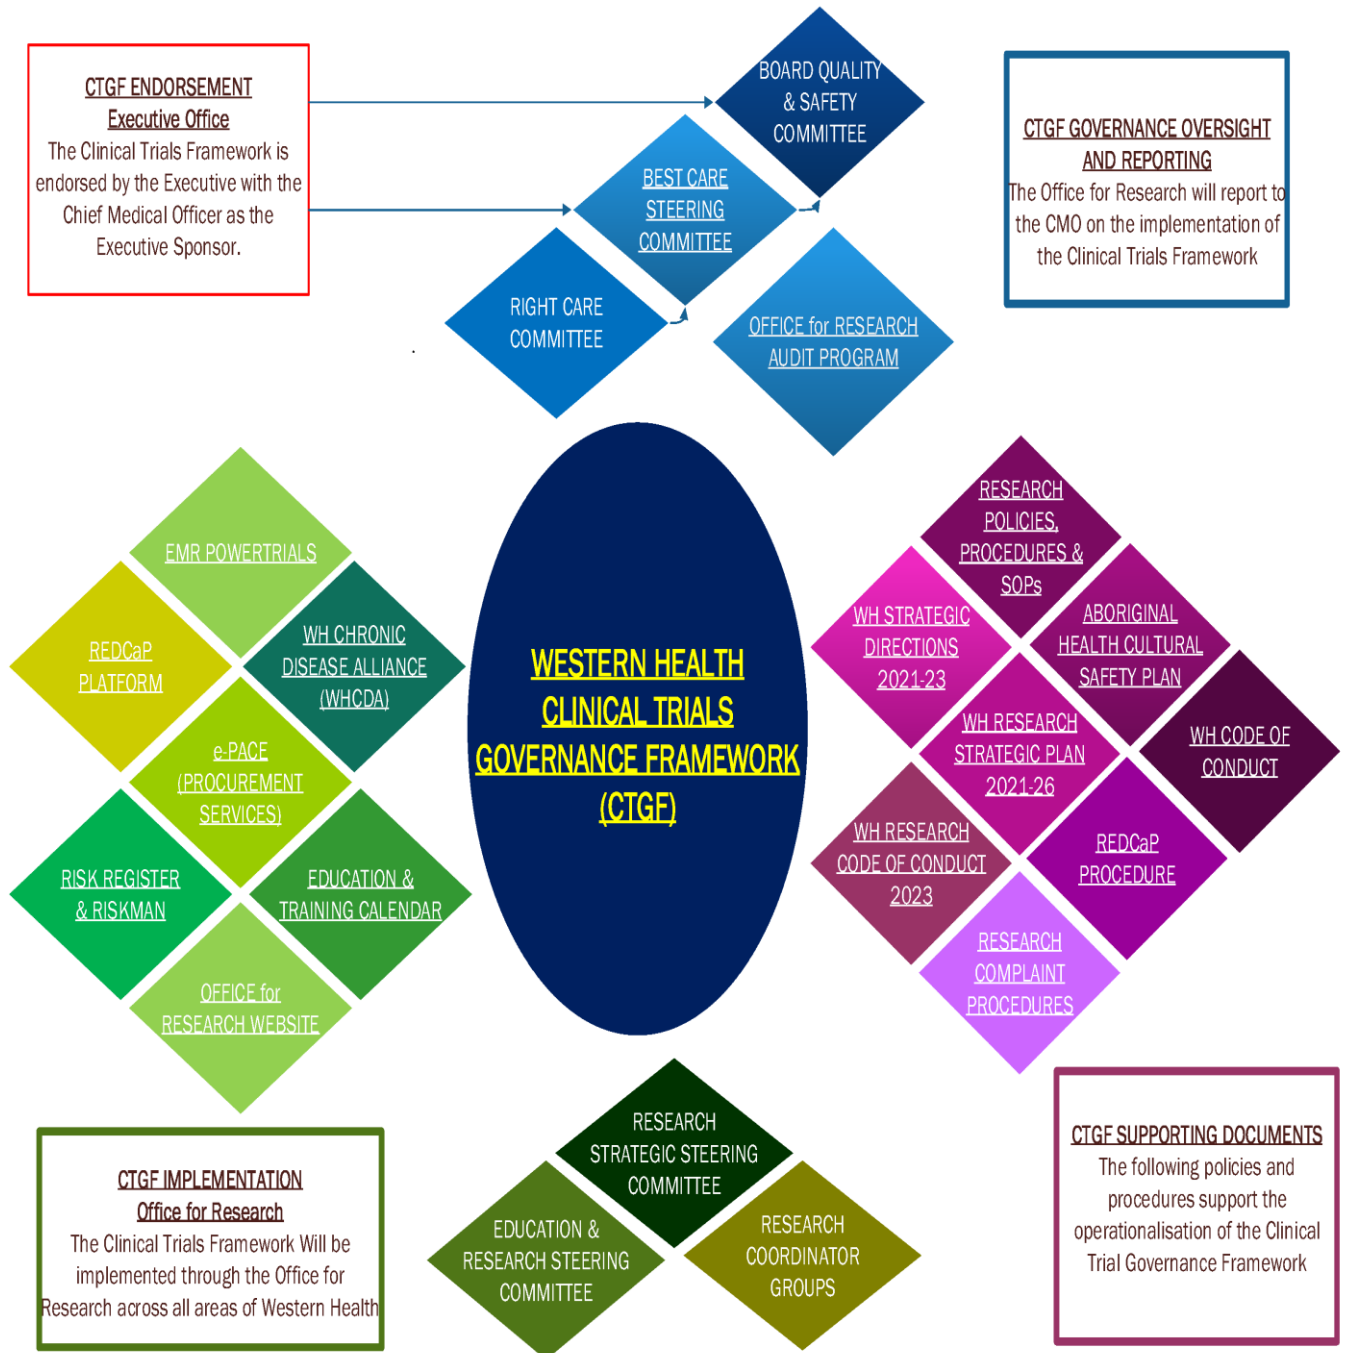 CTGF ENDORSEMENT
Executive Office
The Clinical Trials Framework is
endorsed by the Executive with the
Chief Medical Officer as the
Executive Sponsor.
BOARD QUALITY
& SAFETY
COMMITTEE
BEST CARE
STEERING
COMMITTEE
RIGHT CARE
COMMITTEE
OFFICE for RESEARCH
AUDIT PROGRAM
CTGF GOVERNANCE OVERSIGHT
AND REPORTING
The Office for Research will report to
the CMO on the implementation of
the Clinical Trials Framework
EMR POWERTRIALS
REDCaP
PLATFORM
WH CHRONIC
DISEASE ALLIANCE
(WHCDA)
e-PACE
(PROCUREMENT
SERVICES)
RISK REGISTER
& RISKMAN
EDUCATION &
TRAINING CALENDAR
OFFICE for
RESEARCH WEBSITE
WESTERN HEALTH
CLINICAL TRIALS
GOVERNANCE FRAMEWORK
(CTGF)
RESEARCH
POLICIES,
PROCEDURES &
SOPs
WH STRATEGIC
DIRECTIONS
2021-23
ABORIGINAL
HEALTH CULTURAL
SAFETY PLAN
WH RESEARCH
STRATEGIC PLAN
2021-26
WH CODE OF
CONDUCT
WH RESEARCH
CODE OF CONDUCT
2023
REDCaP
PROCEDURE
RESEARCH
COMPLAINT
PROCEDURES
CTGF IMPLEMENTATION
Office for Research
The Clinical Trials Framework Will be
implemented through the Office for
Research across all areas of Western Health
RESEARCH
STRATEGIC STEERING
COMMITTEE
EDUCATION &
RESEARCH STEERING
COMMITTEE
RESEARCH
COORDINATOR
GROUPS
CTGF SUPPORTING DOCUMENTS
The following policies and
procedures support the
operationalisation of the Clinical
Trial Governance Framework